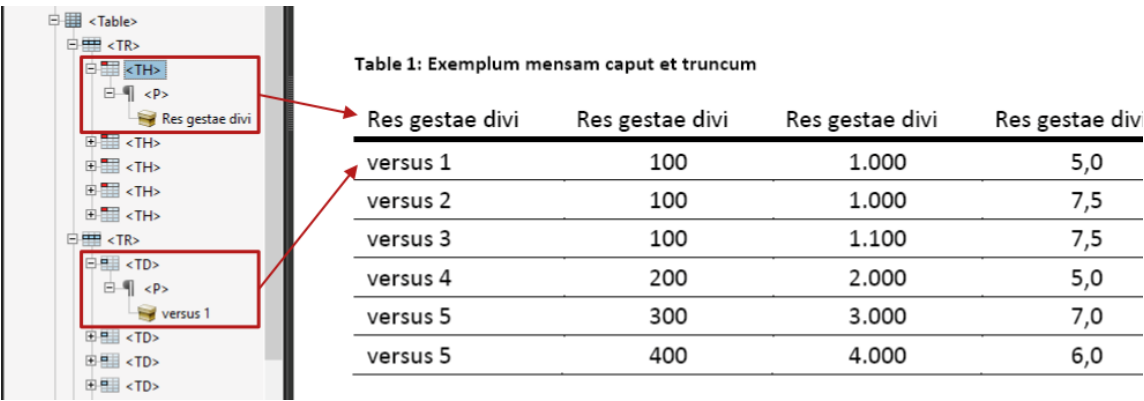 <Table>
<TR>
<TH>
<P>
Res gestae divi
<TH>
<TH>
<TH>
<TH>
<TR>
<TD>
<P>
versus 1
<TD>
<TD>
<TD>
Table 1: Exemplum mensam caput et truncum
Res gestae divi Res gestae divi Res gestae divi Res gestae divi
versus 1 100 1.000 5,0
versus 2 100 1.000 7,5
versus 3 100 1.100 7,5
versus 4 200 2.000 5,0
versus 5 300 3.000 7,0
versus 5 400 4.000 6,0